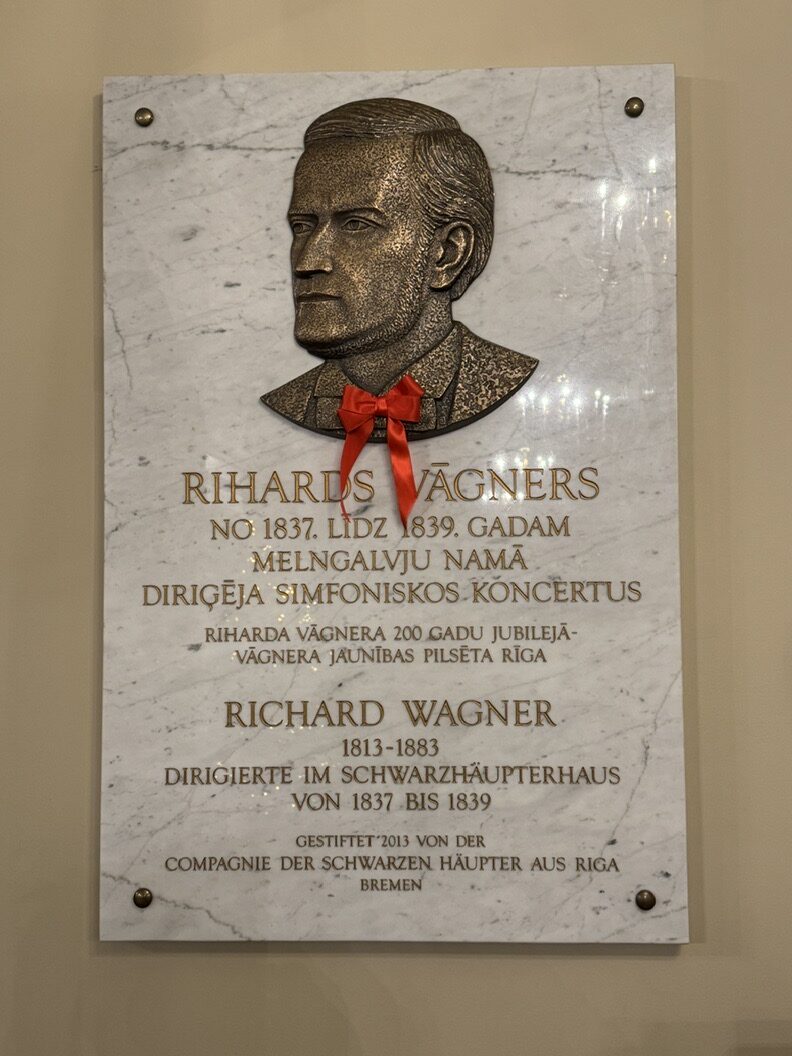 RIHARDS VĀGNERS
NO 1837. LĪDZ 1839. GADAM
MELNGALVJU NAMĀ
DIRIĢĒJA SIMFONISKOS KONCERTUS
RIHARDA VĀGNERA 200 GADU JUBILEJĀ-
VĀGNERA JAUNĪBAS PILSĒTA RĪGA
RICHARD WAGNER
1813-1883
DIRIGIERTE IM SCHWARZHÄUPTERHAUS
VON 1837 BIS 1839
GESTIFTET 2013 VON DER
COMPAGNIE DER SCHWARZEN HÄUPTER AUS RIGA
BREMEN